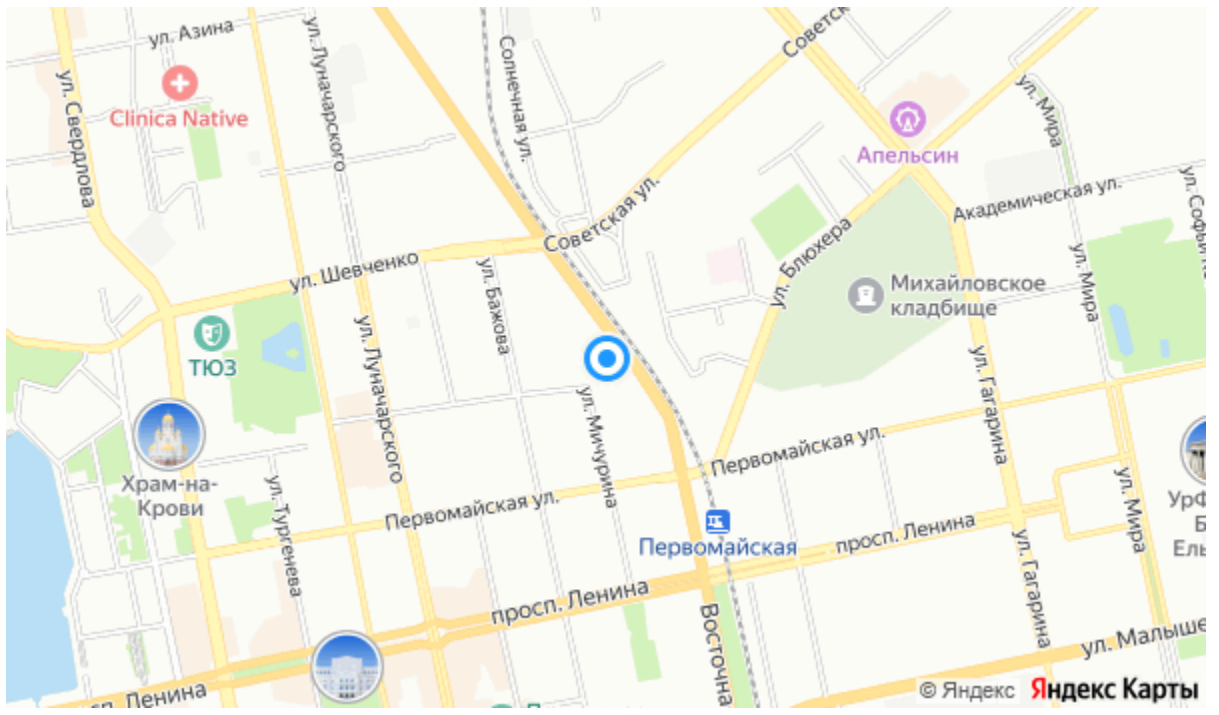 ул. Азина
ул. Свердлова
Clinica Native
ул. Луначарского
Солнечная ул.
Советская ул.
Апельсин
ул. Мира
Академическая ул.
ул. Блюхера
ул. Шевченко
ул. Бажова
Михайловское
кладбище
ул. Мира
ТЮЗ
ул. Луначарского
ул. Гагарина
ул. Мичурина
Храм-на-
Крови
ул. Тургенева
Первомайская ул.
Первомайская ул.
Первомайская
просп. Ленина
ул. Мира
ул. Гагарина
просп. Ленина
Восточна
ул. Малыше
сп. Ленина
© Яндекс
Яндекс Карты